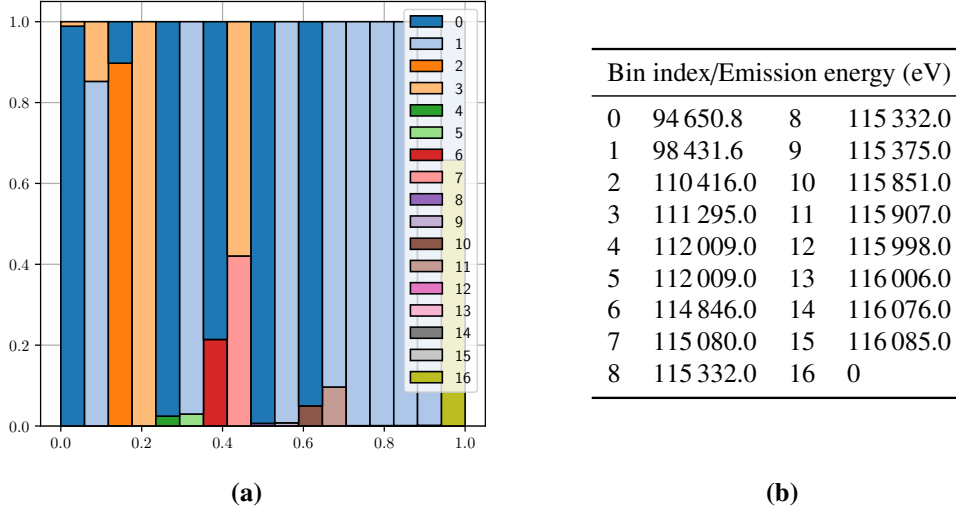 1.0
0.8
0.6
0.4
0.2
0.0
0.0 0.2 0.4 0.6 0.8 1.0
0
1
2
3
4
5
6
7
8
9
10
11
12
13
14
15
16
(a)
Bin index/Emission energy (eV)
0 94 650.8 8 115 332.0
1 98 431.6 9 115 375.0
2 110 416.0 10 115 851.0
3 111 295.0 11 115 907.0
4 112 009.0 12 115 998.0
5 112 009.0 13 116 006.0
6 114 846.0 14 116 076.0
7 115 080.0 15 116 085.0
8 115 332.0 16 0
(b)